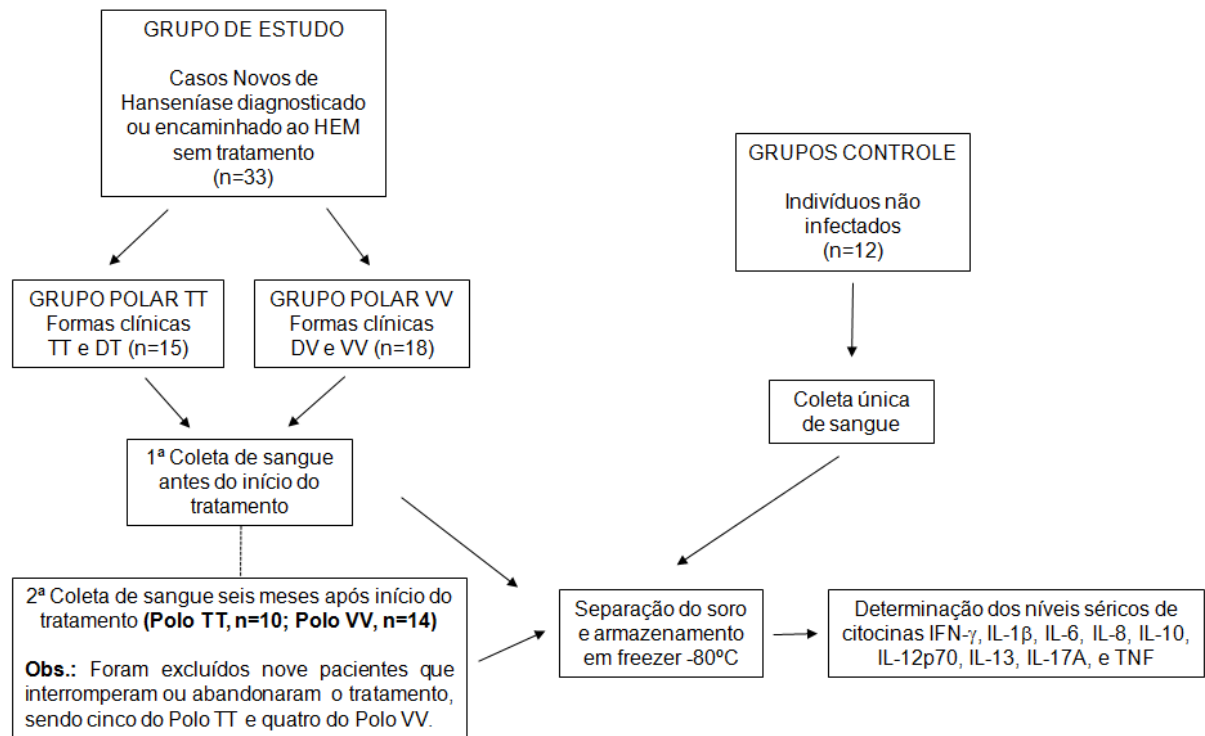 GRUPO DE ESTUDO
Casos Novos de
Hanseníase diagnosticado
ou encaminhado ao HEM
sem tratamento
(n=33)
GRUPOS CONTROLE
Indivíduos não
infectados
(n=12)
GRUPO POLAR TT
Formas clínicas
TT e DT (n=15)
GRUPO POLAR VV
Formas clínicas
DV e VV (n=18)
Coleta única
de sangue
1ª Coleta de sangue
antes do início do
tratamento
2ª Coleta de sangue seis meses após início do
tratamento (Polo TT, n=10; Polo VV, n=14)
Obs.: Foram excluídos nove pacientes que
interromperam ou abandonaram o tratamento,
sendo cinco do Polo TT e quatro do Polo VV.
Separação do soro
e armazenamento
em freezer -80ºC
Determinação dos níveis séricos de
citocinas IFN-γ, IL-1β, IL-6, IL-8, IL-10,
IL-12p70, IL-13, IL-17A, e TNF